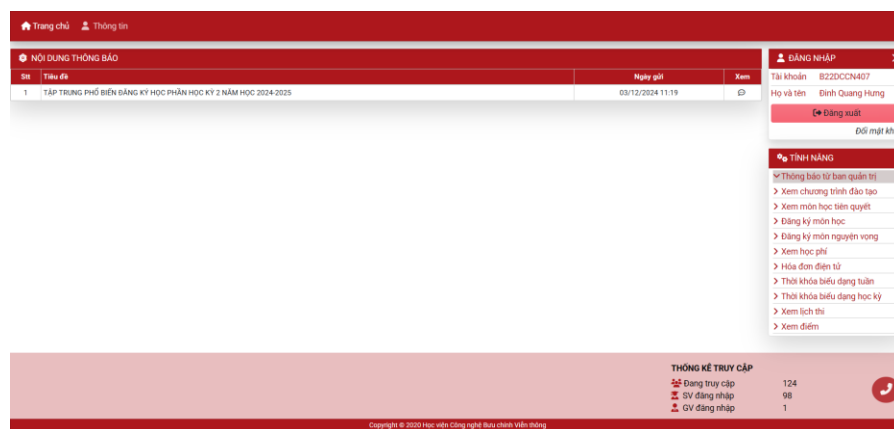 Trang chủ Thông tin
NỘI DUNG THÔNG BÁO
Stt Tiêu đề Ngày gửi Xem
1 TẬP TRUNG PHỔ BIẾN ĐĂNG KÝ HỌC PHẦN HỌC KỲ 2 NĂM HỌC 2024-2025 03/12/2024 11:19
ĐĂNG NHẬP
Tài khoản B22DCCN407
Họ và tên Đinh Quang Hưng
Đăng xuất
Đổi mật kh
TÍNH NĂNG
Thông báo từ ban quản trị
Xem chương trình đào tạo
Xem môn học tiên quyết
Đăng ký môn học
Đăng ký môn nguyện vọng
Xem học phí
Hóa đơn điện tử
Thời khóa biểu dạng tuần
Thời khóa biểu dạng học kỳ
Xem lịch thi
Xem điểm
THỐNG KÊ TRUY CẬP
Đang truy cập 124
SV đăng nhập 98
GV đăng nhập 1
Copyright © 2020 Học viện Công nghệ Bưu chính Viễn thông